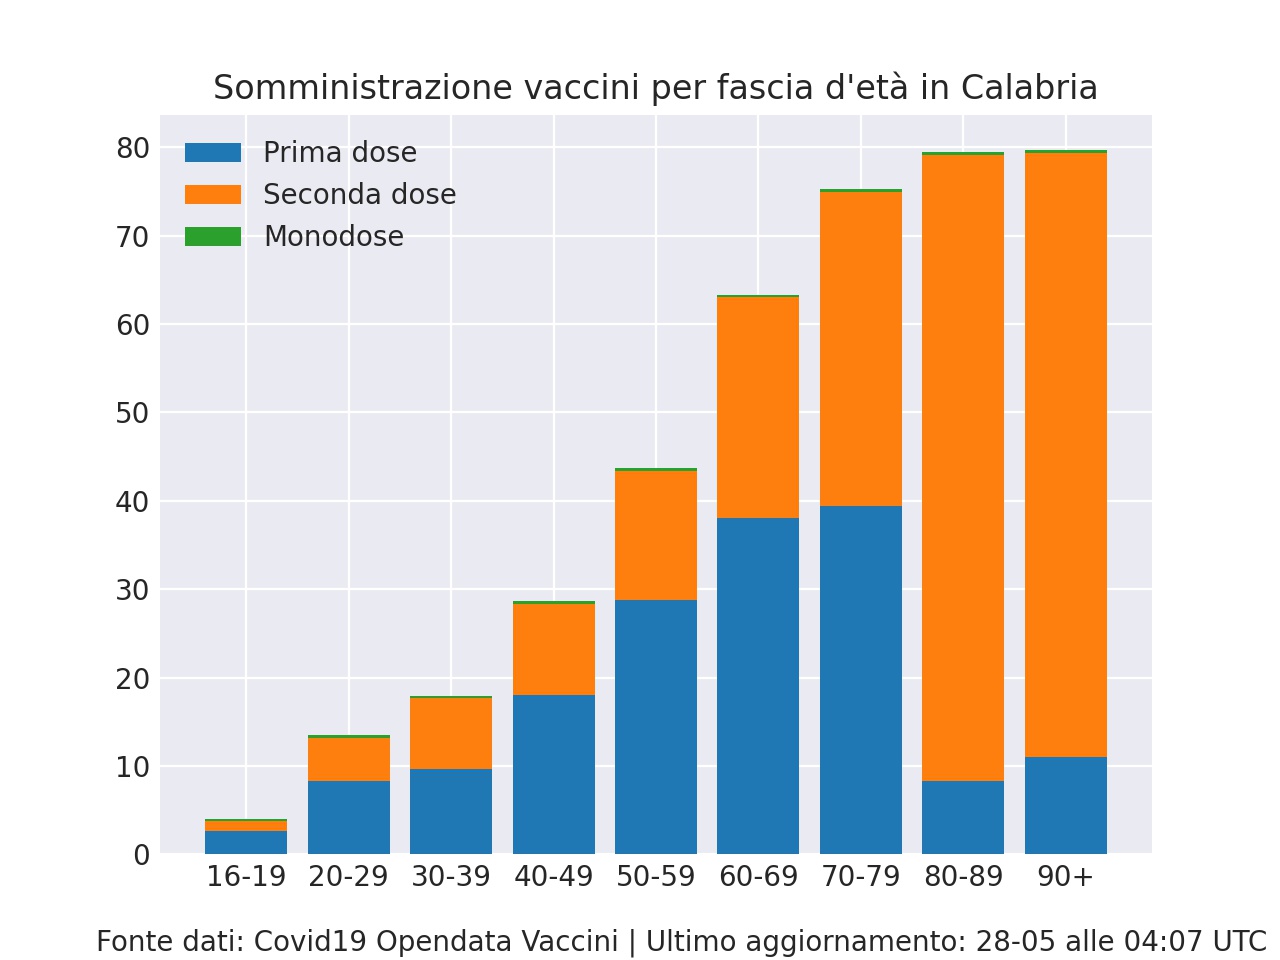 Somministrazione vaccini per fascia d'età in Calabria
Prima dose
Seconda dose
Monodose
80
70
60
50
40
30
20
10
0
16-19 20-29 30-39 40-49 50-59 60-69 70-79 80-89 90+
Fonte dati: Covid19 Opendata Vaccini | Ultimo aggiornamento: 28-05 alle 04:07 UTC